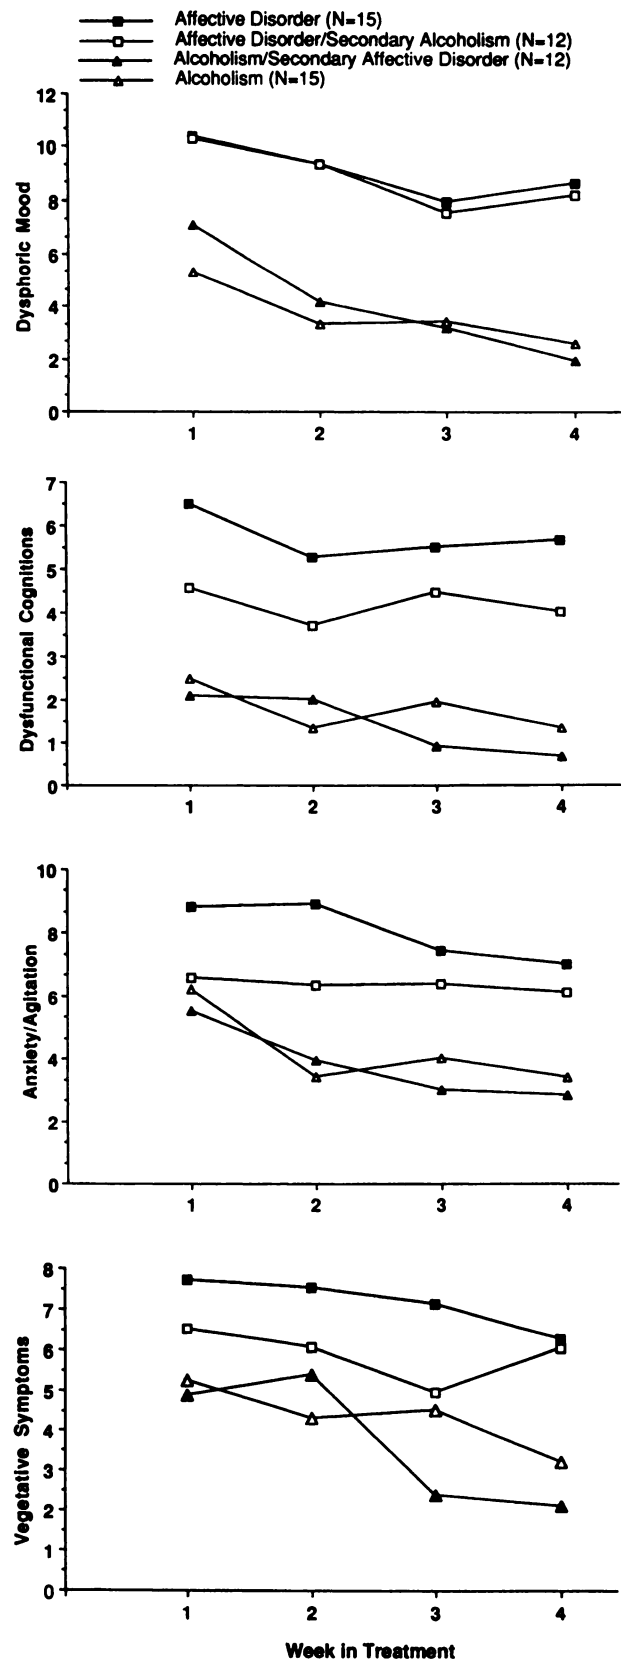 Affective Disorder (N=15)
Affective Disorder/Secondary Alcoholism (N=12)
Alcoholism/Secondary Affective Disorder (N=12)
Alcoholism (N=15)
12
10
8
6
4
2
0
Dysphoric Mood
1 2 3 4
7
6
5
4
3
2
1
0
Dysfunctional Cognitions
1 2 3 4
10
8
6
4
2
0
Anxiety/Agitation
1 2 3 4
8
7
6
5
4
3
2
1
0
Vegetative Symptoms
1 2 3 4
Week in Treatment